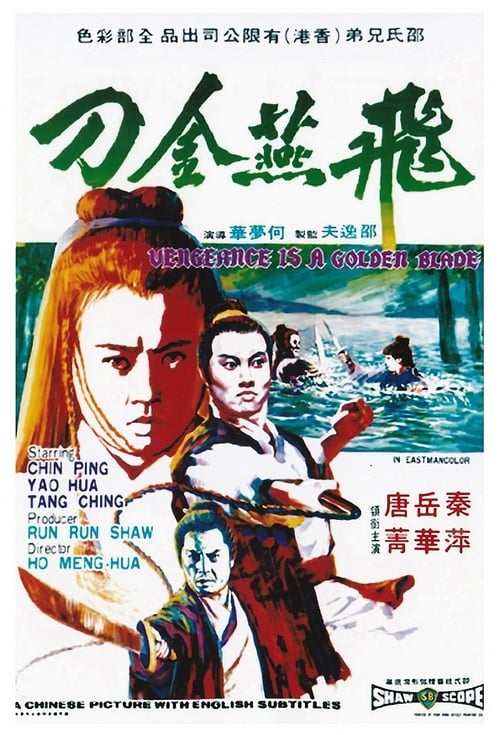 邵氏兄弟(香港)有限公司出品全部彩色
飛燕金刀
邵逸夫監製
何夢華導演
VENGEANCE IS A GOLDEN BLADE
IN EASTMANCOLOR
Starring
CHIN PING
YAO HUA
TANG CHING
Producer
RUN RUN SHAW
Director
HO MENG-HUA
秦萍
岳華
唐菁
領銜主演
A CHINESE PICTURE WITH ENGLISH SUBTITLES
SHAW SB SCOPE